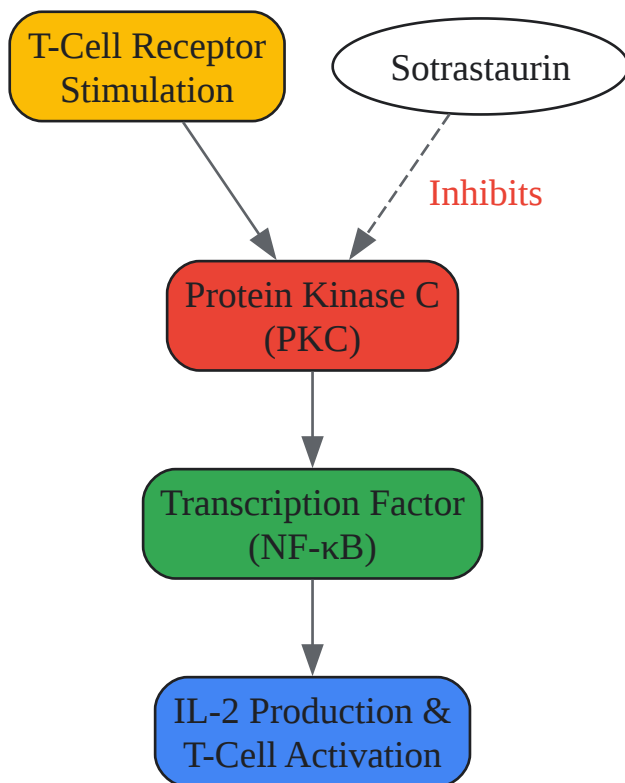 T-Cell Receptor
Stimulation
Sotrastaurin
Inhibits
Protein Kinase C
(PKC)
Transcription Factor
(NF-κB)
IL-2 Production &
T-Cell Activation